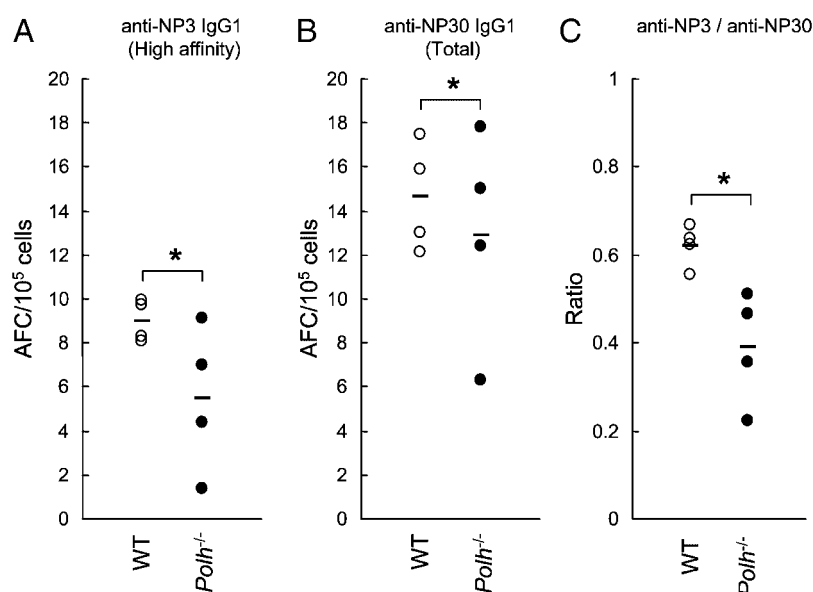 A
anti-NP3 IgG1
(High affinity)
20
18
16
14
12
10
8
6
4
2
0
AFC/10⁵ cells
*
WT
Polh⁻/⁻
B
anti-NP30 IgG1
(Total)
20
18
16
14
12
10
8
6
4
2
0
AFC/10⁵ cells
*
WT
Polh⁻/⁻
C
anti-NP3 / anti-NP30
1
0.8
0.6
0.4
0.2
0
Ratio
*
WT
Polh⁻/⁻